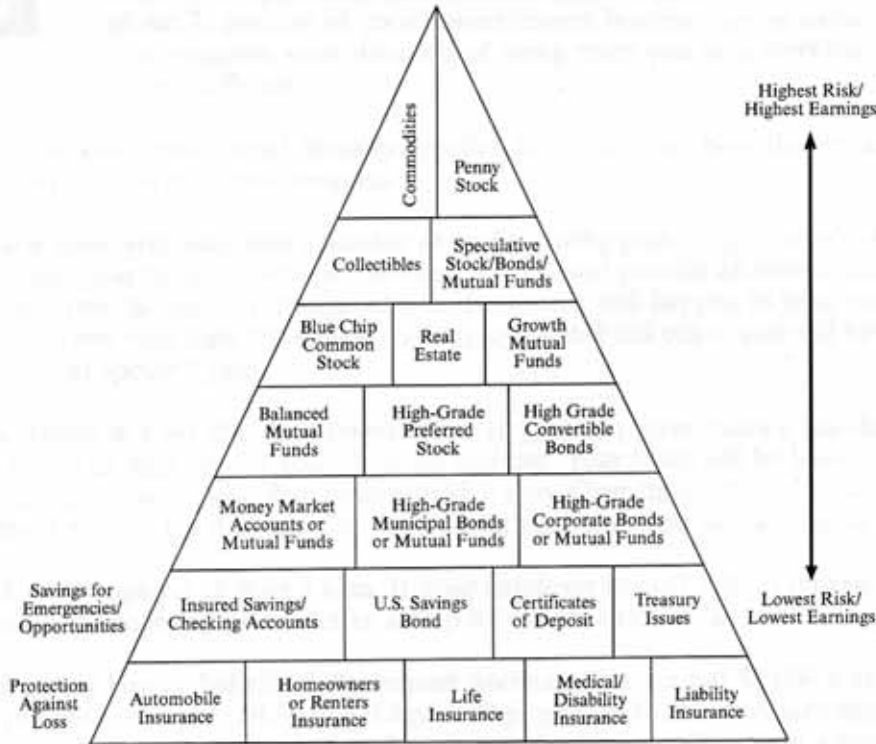 Highest Risk/
Highest Earnings
Commodities
Penny
Stock
Collectibles
Speculative
Stock/Bonds/
Mutual Funds
Blue Chip
Common
Stock
Real
Estate
Growth
Mutual
Funds
Balanced
Mutual
Funds
High-Grade
Preferred
Stock
High Grade
Convertible
Bonds
Money Market
Accounts or
Mutual Funds
High-Grade
Municipal Bonds
or Mutual Funds
High-Grade
Corporate Bonds
or Mutual Funds
Savings for
Emergencies/
Opportunities
Insured Savings/
Checking Accounts
U.S. Savings
Bond
Certificates
of Deposit
Treasury
Issues
Lowest Risk/
Lowest Earnings
Protection
Against
Loss
Automobile
Insurance
Homeowners
or Renters
Insurance
Life
Insurance
Medical/
Disability
Insurance
Liability
Insurance